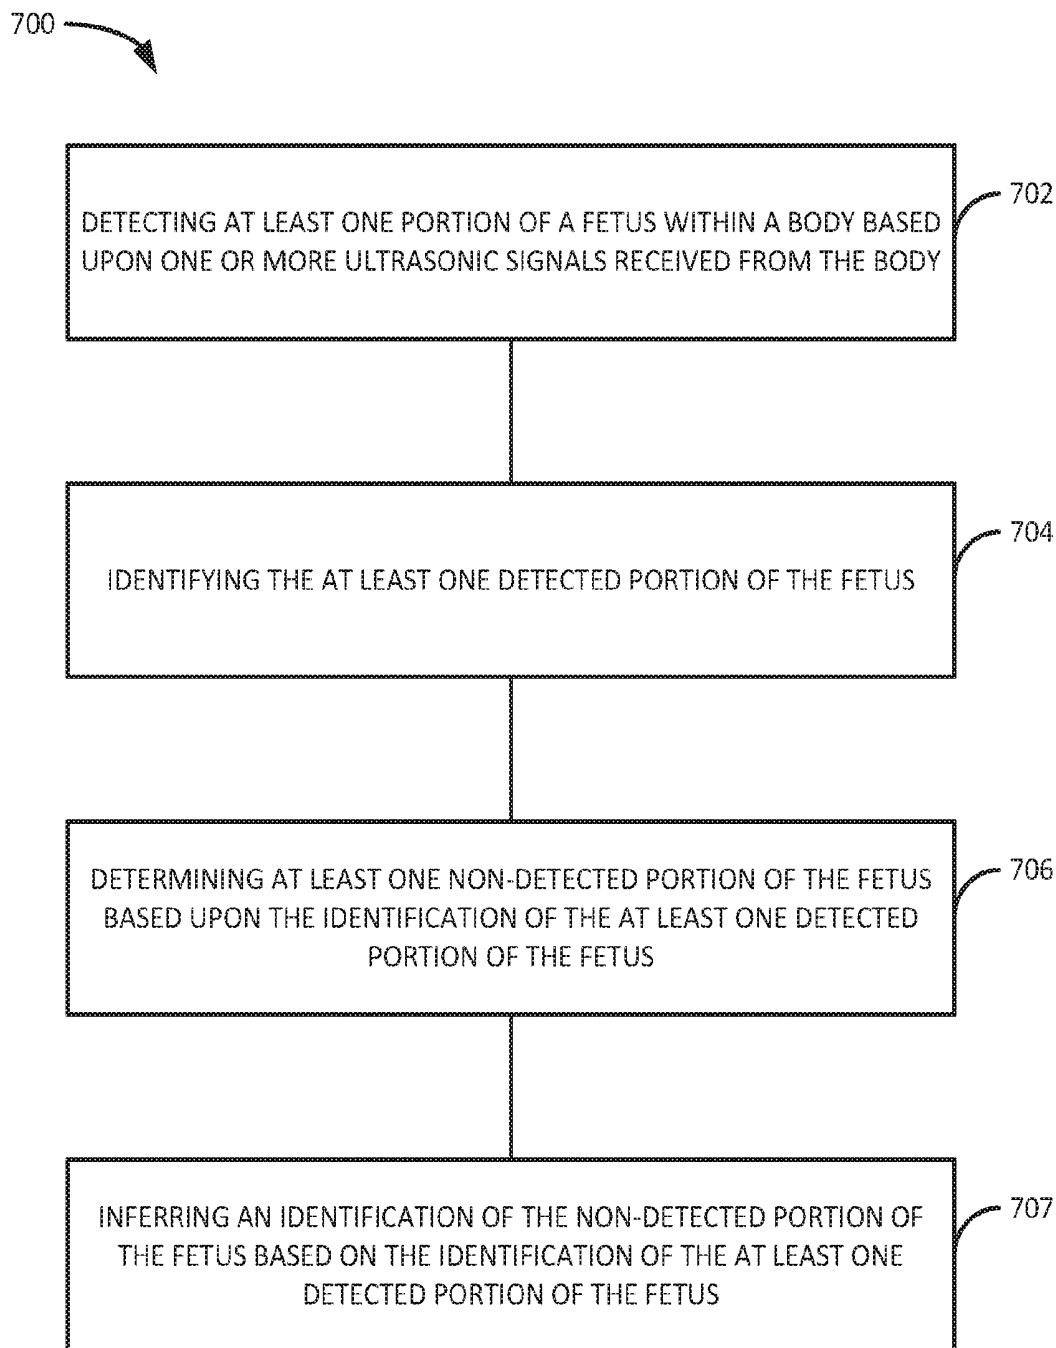 700
DETECTING AT LEAST ONE PORTION OF A FETUS WITHIN A BODY BASED
UPON ONE OR MORE ULTRASONIC SIGNALS RECEIVED FROM THE BODY
702
IDENTIFYING THE AT LEAST ONE DETECTED PORTION OF THE FETUS
704
DETERMINING AT LEAST ONE NON-DETECTED PORTION OF THE FETUS
BASED UPON THE IDENTIFICATION OF THE AT LEAST ONE DETECTED
PORTION OF THE FETUS
706
INFERRING AN IDENTIFICATION OF THE NON-DETECTED PORTION OF
THE FETUS BASED ON THE IDENTIFICATION OF THE AT LEAST ONE
DETECTED PORTION OF THE FETUS
707